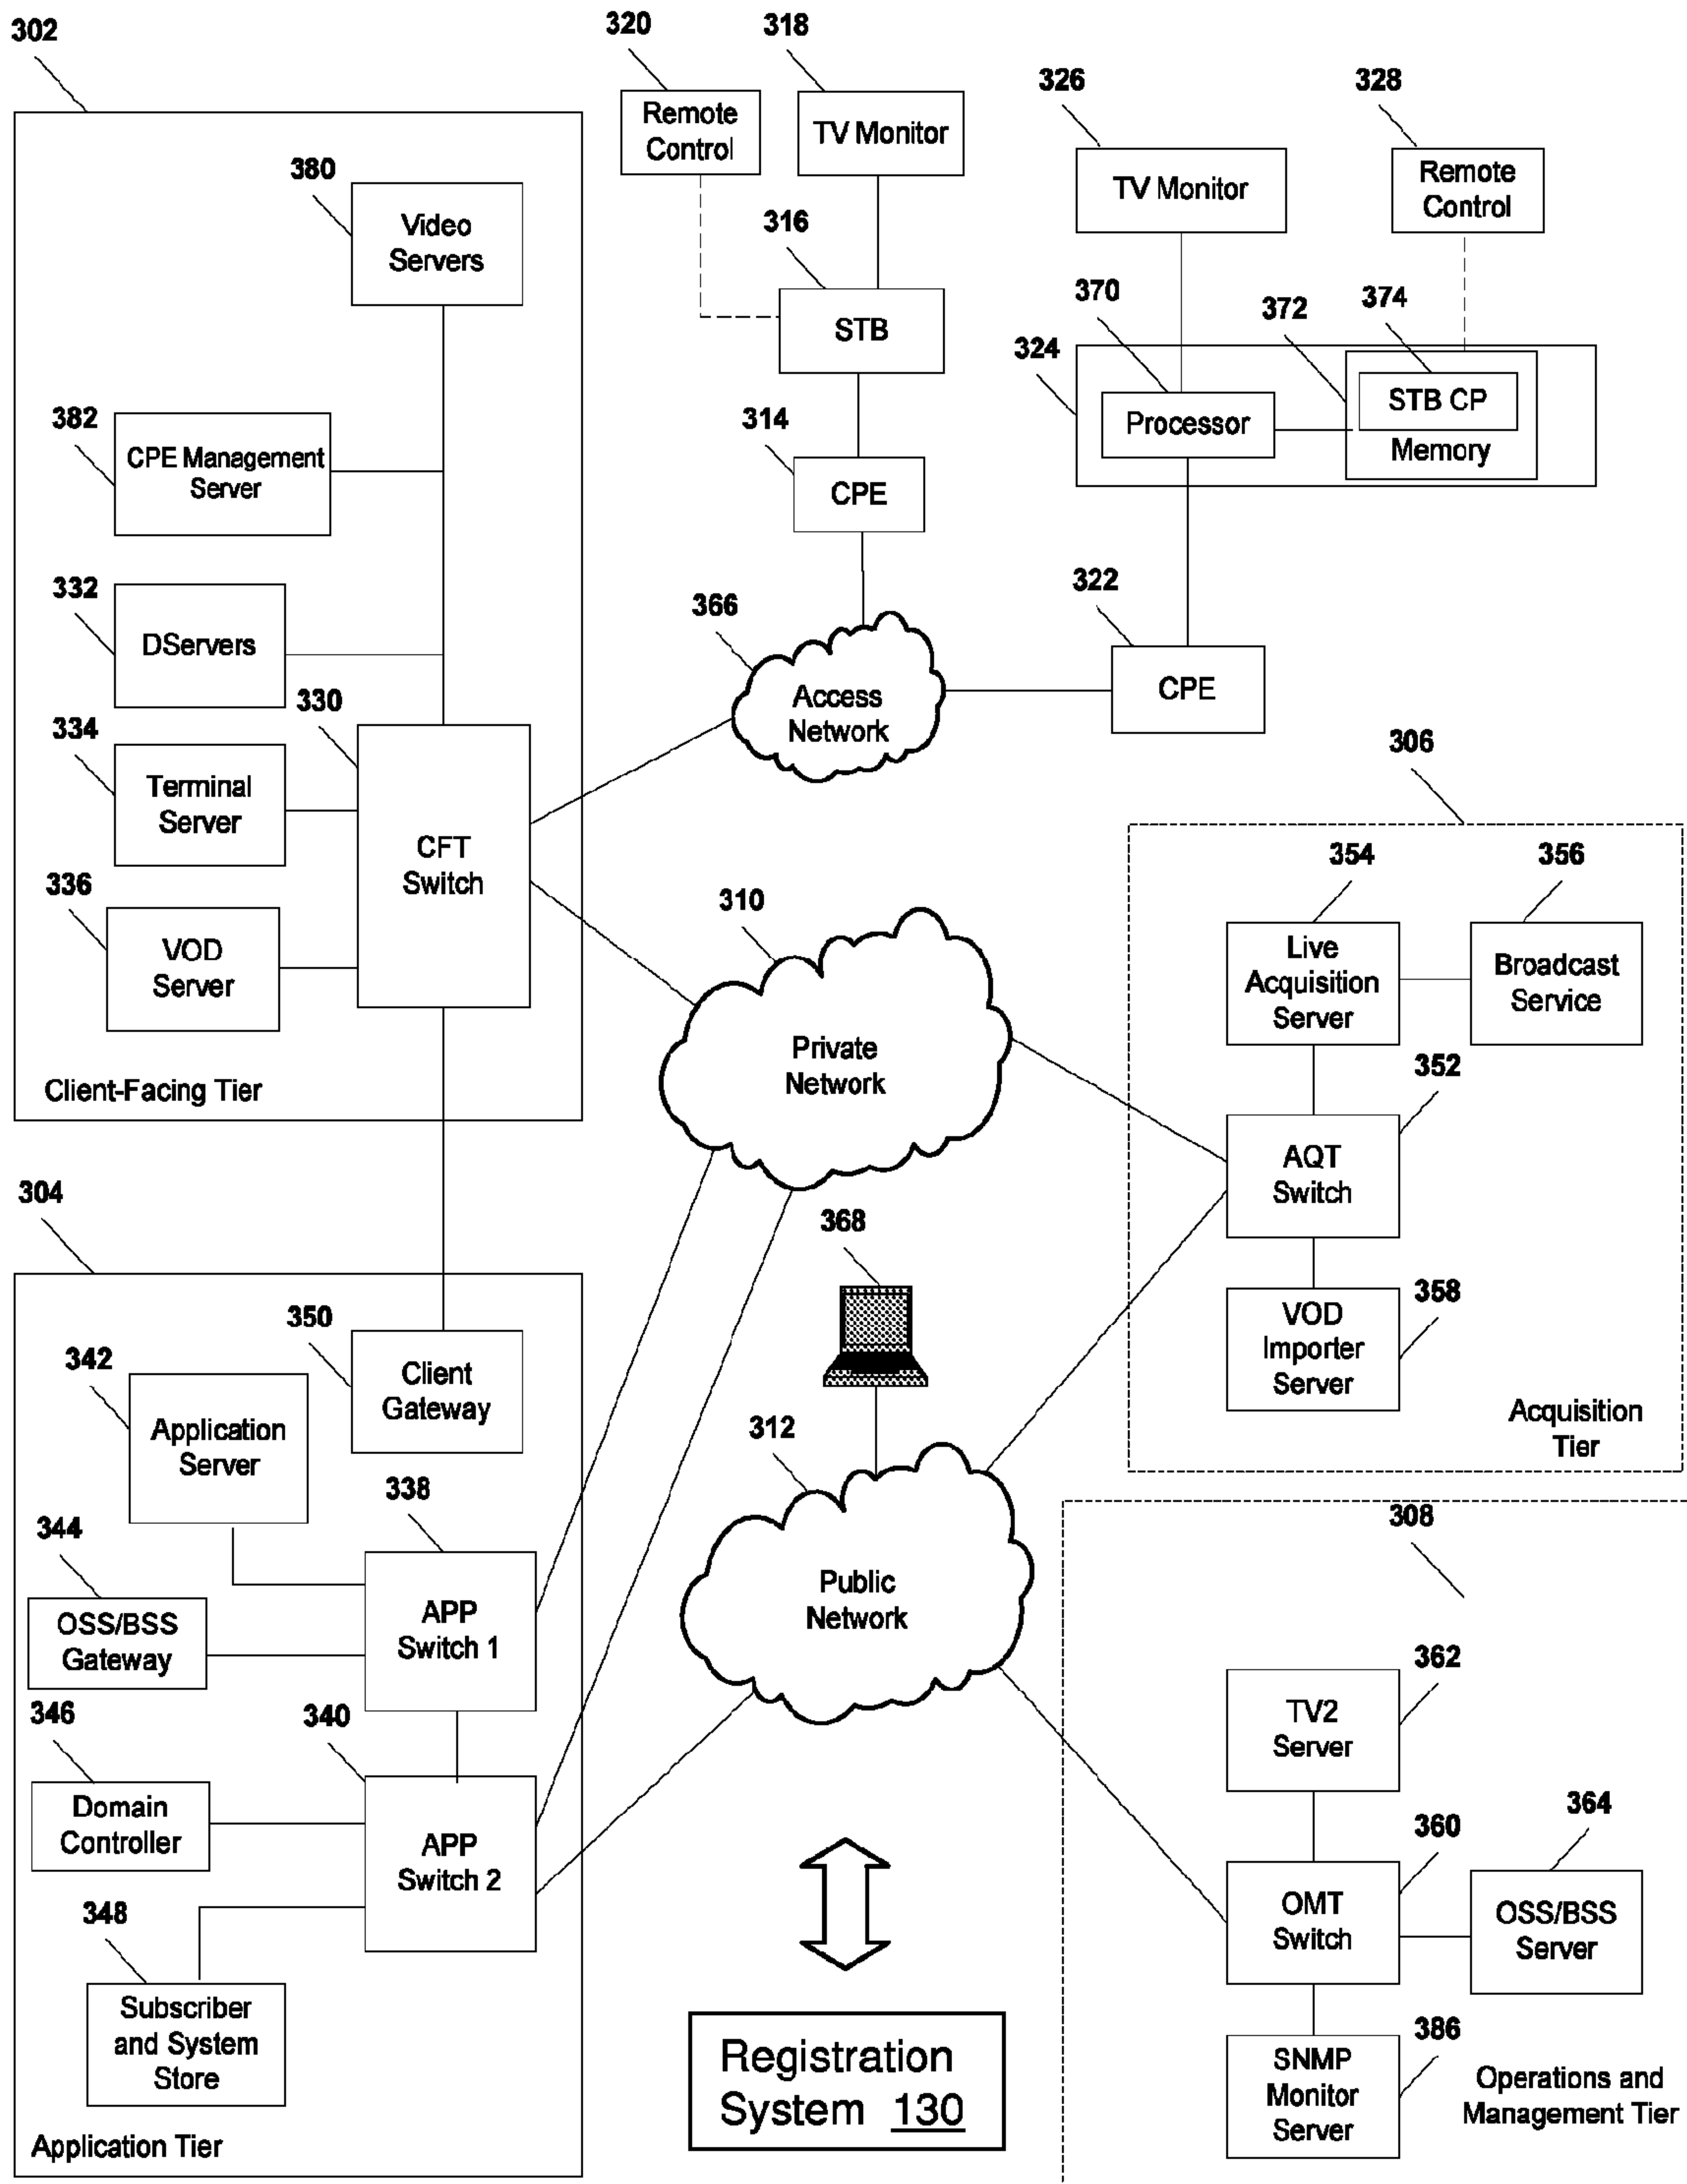 302
320
318
326
328
Remote
Control
TV Monitor
TV Monitor
Remote
Control
380
Video
Servers
316
STB
370
372
374
324
Processor
STB CP
Memory
382
CPE Management
Server
314
CPE
332
DServers
322
CPE
366
Access
Network
330
334
Terminal
Server
CFT
Switch
336
VOD
Server
Client-Facing Tier
310
Private
Network
306
354
356
Live
Acquisition
Server
Broadcast
Service
352
AQT
Switch
358
VOD
Importer
Server
Acquisition
Tier
304
368
350
Client
Gateway
342
Application
Server
312
Public
Network
338
344
OSS/BSS
Gateway
APP
Switch 1
346
340
Domain
Controller
APP
Switch 2
348
Subscriber
and System
Store
Application Tier
308
362
TV2
Server
360
364
OMT
Switch
OSS/BSS
Server
386
SNMP
Monitor
Server
Operations and
Management Tier
Registration
System 130